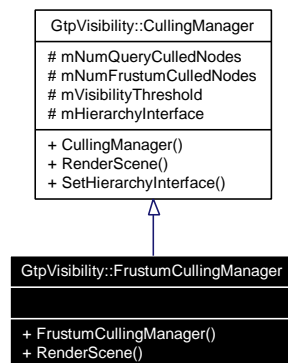 GtpVisibility::CullingManager
# mNumQueryCulledNodes
# mNumFrustumCulledNodes
# mVisibilityThreshold
# mHierarchyInterface
+ CullingManager()
+ RenderScene()
+ SetHierarchyInterface()
GtpVisibility::FrustumCullingManager
+ FrustumCullingManager()
+ RenderScene()